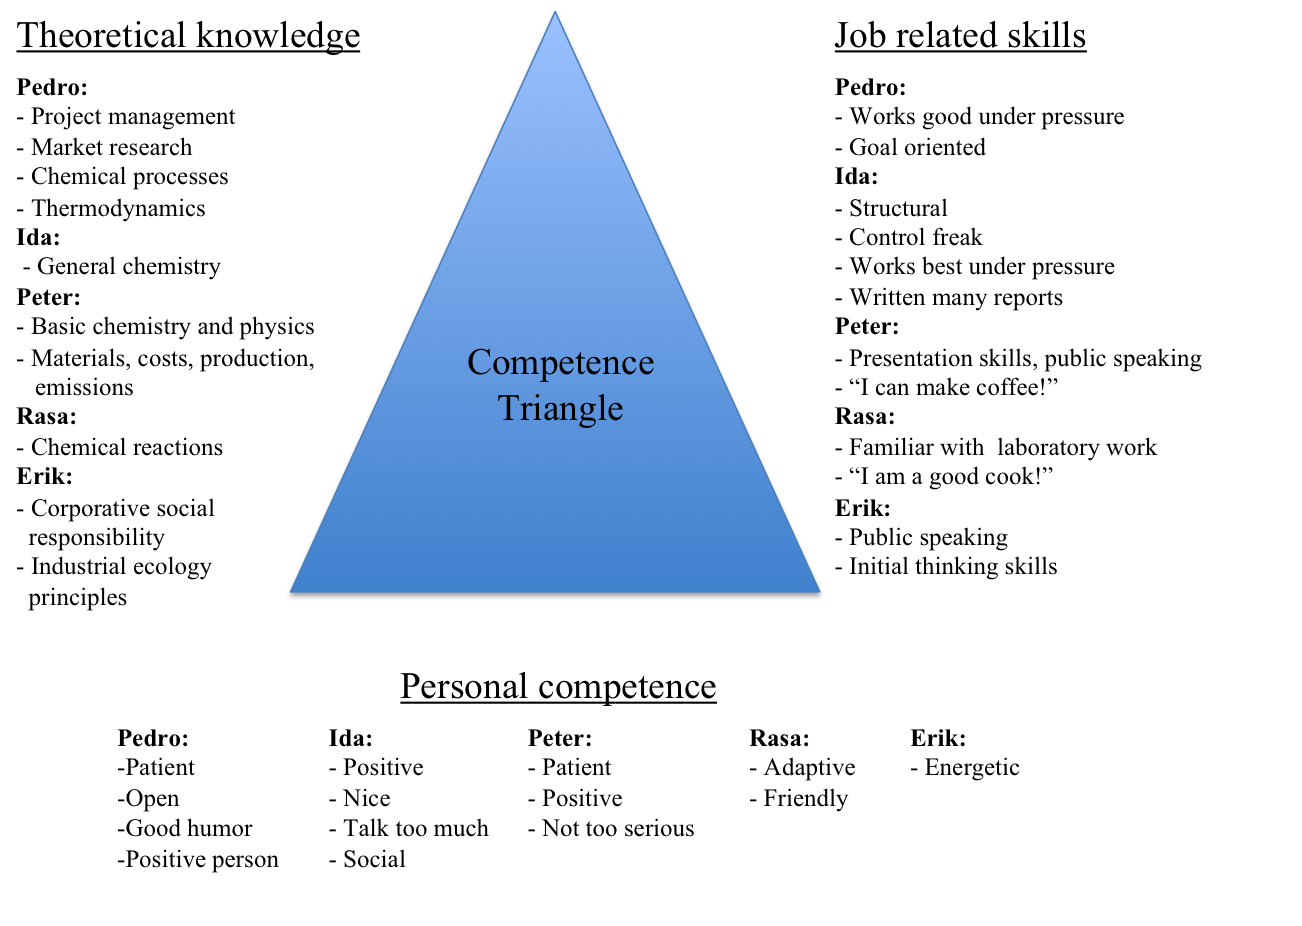 Theoretical knowledge
Pedro:
- Project management
- Market research
- Chemical processes
- Thermodynamics
Ida:
- General chemistry
Peter:
- Basic chemistry and physics
- Materials, costs, production,
emissions
Rasa:
- Chemical reactions
Erik:
- Corporative social
responsibility
- Industrial ecology
principles
Competence
Triangle
Job related skills
Pedro:
- Works good under pressure
- Goal oriented
Ida:
- Structural
- Control freak
- Works best under pressure
- Written many reports
Peter:
- Presentation skills, public speaking
- “I can make coffee!”
Rasa:
- Familiar with  laboratory work
- “I am a good cook!”
Erik:
- Public speaking
- Initial thinking skills
Personal competence
Pedro:
-Patient
-Open
-Good humor
-Positive person
Ida:
- Positive
- Nice
- Talk too much
- Social
Peter:
- Patient
- Positive
- Not too serious
Rasa:
- Adaptive
- Friendly
Erik:
- Energetic